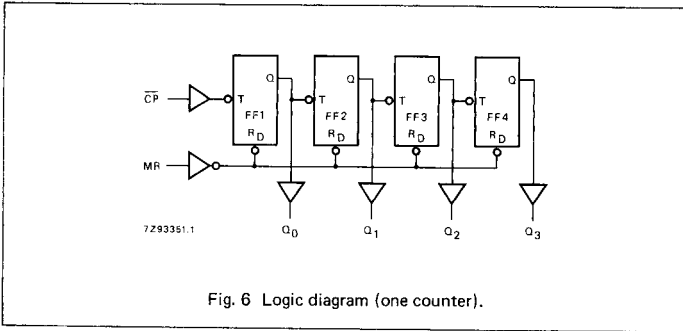 Q Q Q Q
CP T T T T
FF1 FF2 FF3 FF4
RD RD RD RD
MR
7Z93351.1 Q0 Q1 Q2 Q3
Fig. 6 Logic diagram (one counter).